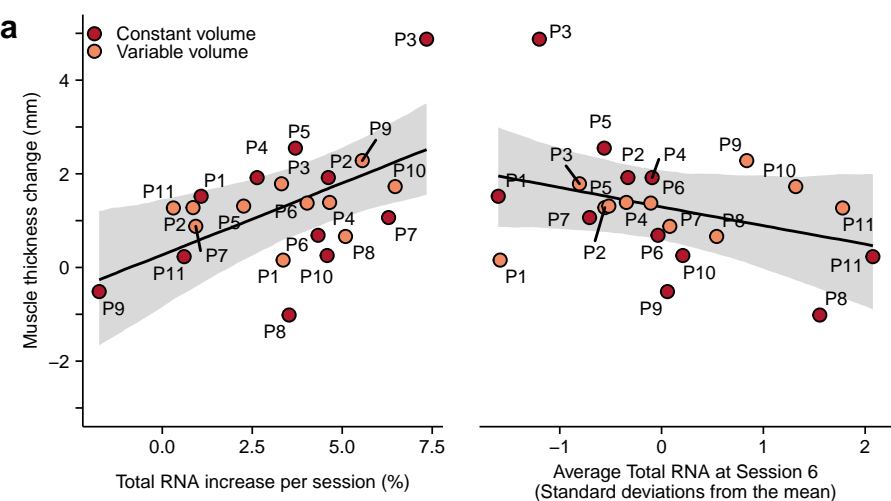 a
Constant volume
Variable volume
Muscle thickness change (mm)
4
2
0
−2
P3
P9
P5
P4
P3
P2
P10
P1
P11
P2
P5
P6
P4
P7
P7
P6
P8
P11
P1
P10
P9
P8
0.0
2.5
5.0
7.5
Total RNA increase per session (%)
P3
P5
P2
P4
P9
P3
P10
P1
P5
P6
P7
P4
P7
P8
P11
P2
P6
P1
P10
P11
P9
P8
−1
0
1
2
Average Total RNA at Session 6
(Standard deviations from the mean)